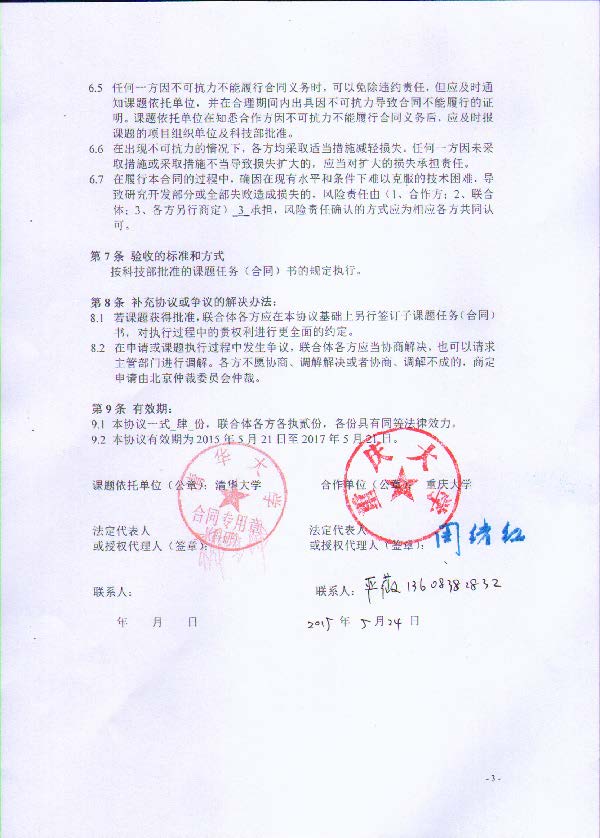 6.5 任何一方因不可抗力不能履行合同义务时，可以免除违约责任，但应及时通
知课题依托单位，并在合理期间内出具因不可抗力导致合同不能履行的证
明。课题依托单位在知悉合作方因不可抗力不能履行合同义务后，应及时报
课题的项目组织单位及科技部批准。
6.6 在出现不可抗力的情况下，各方均采取适当措施减轻损失，任何一方因未采
取措施或采取措施不当导致损失扩大的，应当对扩大的损失承担责任。
6.7 在履行本合同的过程中，确因在现有水平和条件下难以克服的技术困难，导
致研究开发部分或全部失败造成损失的，风险责任由（1、合作方；2、联合
体；3、各方另行商定）_3_承担，风险责任确认的方式应为相应各方共同认
可。
第 7 条 验收的标准和方式
按科技部批准的课题任务（合同）书的规定执行。
第 8 条 补充协议或争议的解决办法：
8.1 若课题获得批准，联合体各方应在本协议基础上另行签订子课题任务（合同）
书，对执行过程中的责权利进行更全面的约定。
8.2 在申请或课题执行过程中发生争议，联合体各方应当协商解决，也可以请求
主管部门进行调解。各方不愿协商、调解解决或者协商、调解不成的，商定
申请由北京仲裁委员会仲裁。
第 9 条 有效期：
9.1 本协议一式_肆_份，联合体各方各执贰份，各份具有同等法律效力。
9.2 本协议有效期为 2015 年 5 月 21 日至 2017 年 5 月 21 日。
清华大学
合同专用章
重庆大学
课题依托单位（公章）：清华大学 合作单位（公章）：重庆大学
法定代表人 法定代表人
或授权代理人（签章）： 或授权代理人（签章）：周绪红
联系人： 联系人：严薇 13608382832
年 月 日 2015 年 5 月 24 日
- 3 -